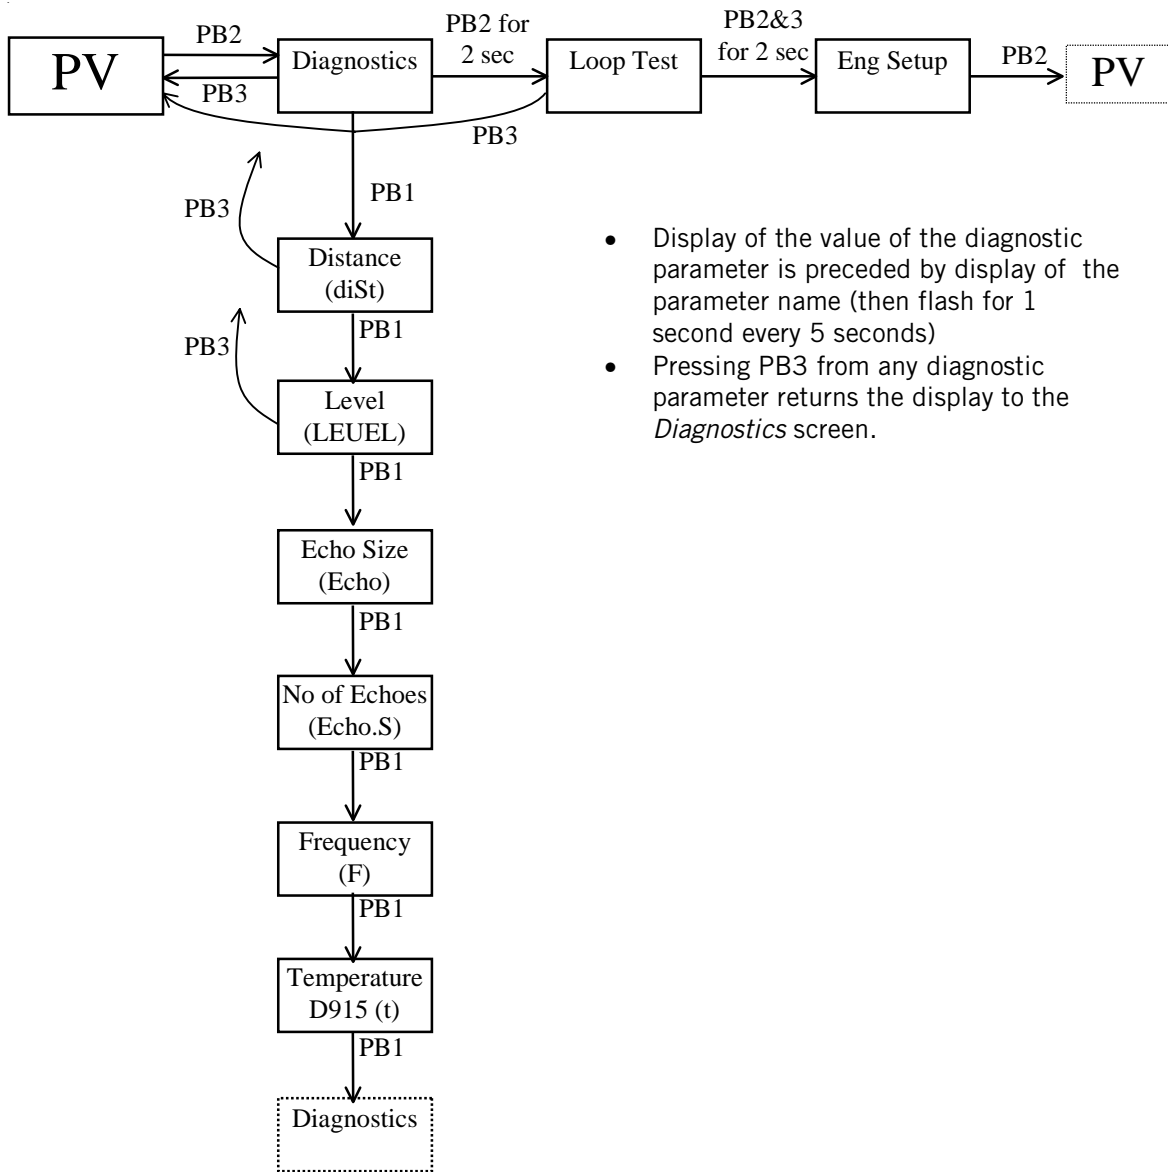 PV
PB2
PB3
Diagnostics
PB2 for
2 sec
Loop Test
PB2&3
for 2 sec
Eng Setup
PB2
PV
PB3
PB1
PB3
Distance
(diSt)
PB1
PB3
Level
(LEUEL)
PB1
Echo Size
(Echo)
PB1
No of Echoes
(Echo.S)
PB1
Frequency
(F)
PB1
Temperature
D915 (t)
PB1
Diagnostics
• Display of the value of the diagnostic
parameter is preceded by display of the
parameter name (then flash for 1
second every 5 seconds)
• Pressing PB3 from any diagnostic
parameter returns the display to the
Diagnostics screen.